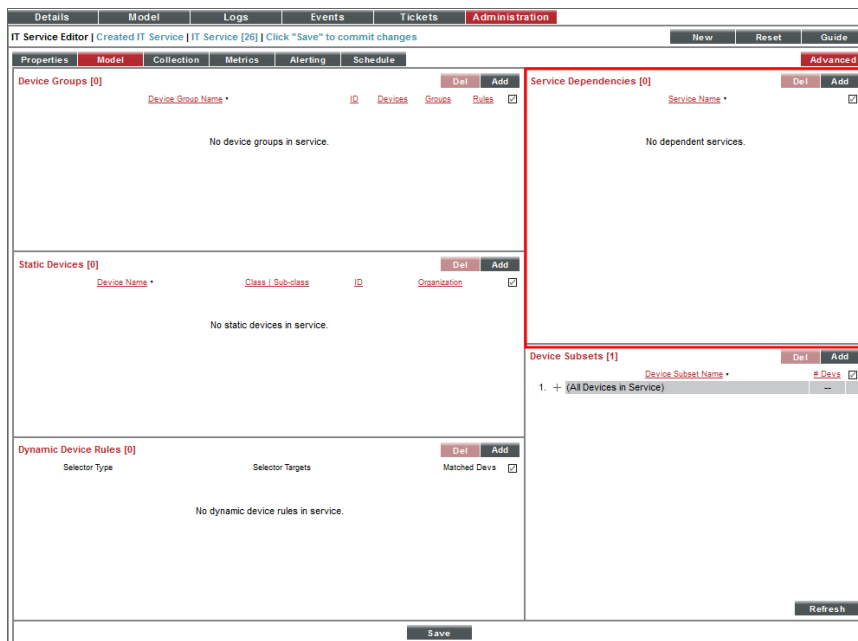 Details Model Logs Events Tickets Administration
IT Service Editor | Created IT Service | IT Service [26] | Click "Save" to commit changes New Reset Guide
Properties Model Collection Metrics Alerting Schedule Advanced
Device Groups [0] Del Add
Device Group Name • ID Devices Groups Rules
No device groups in service.
Service Dependencies [0] Del Add
Service Name •
No dependent services.
Static Devices [0] Del Add
Device Name • Class | Sub-class ID Organization
No static devices in service.
Device Subsets [1] Del Add
Device Subset Name • # Devs
1. + (All Devices in Service) --
Dynamic Device Rules [0] Del Add
Selector Type Selector Targets Matched Devs
No dynamic device rules in service.
Refresh
Save